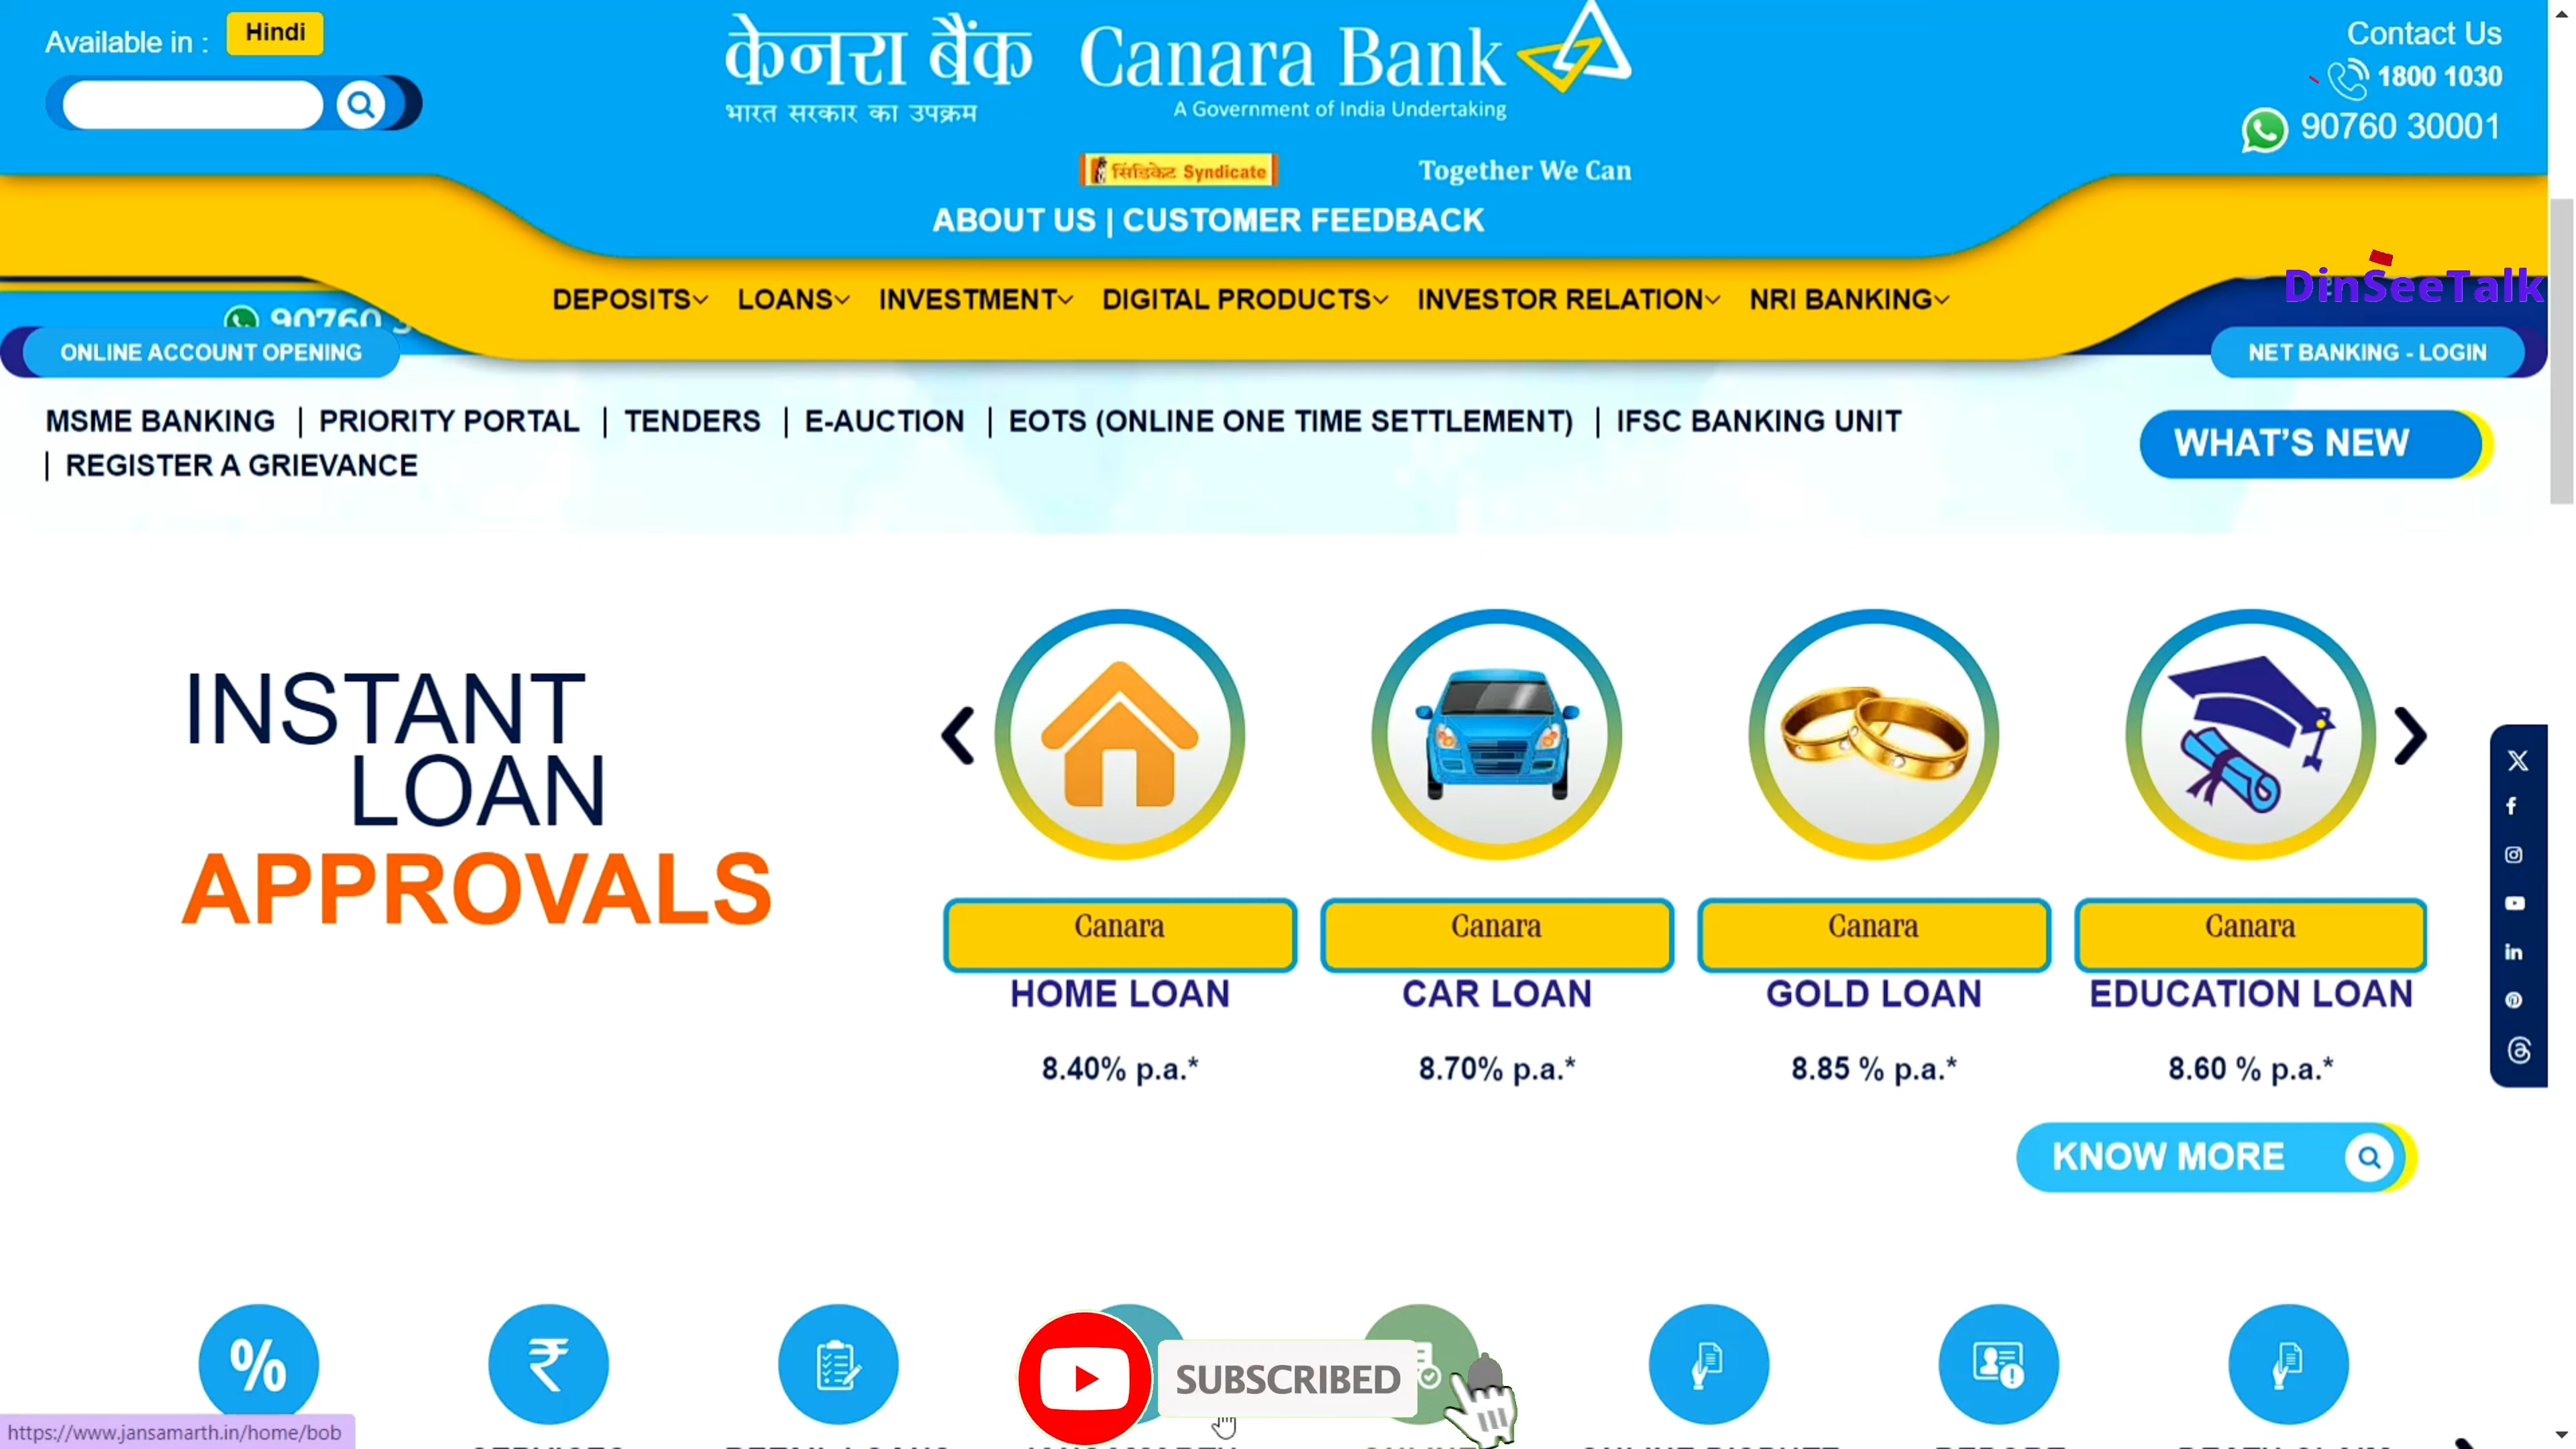 Available in :
Hindi
केनरा बैंक
भारत सरकार का उपक्रम
Canara Bank
A Government of India Undertaking
सिंडिकेट Syndicate
Together We Can
Contact Us
1800 1030
90760 30001
ABOUT US | CUSTOMER FEEDBACK
DinSeeTalk
DEPOSITS LOANS INVESTMENT DIGITAL PRODUCTS INVESTOR RELATION NRI BANKING
90760
ONLINE ACCOUNT OPENING
NET BANKING - LOGIN
MSME BANKING | PRIORITY PORTAL | TENDERS | E-AUCTION | EOTS (ONLINE ONE TIME SETTLEMENT) | IFSC BANKING UNIT
| REGISTER A GRIEVANCE
WHAT'S NEW
INSTANT
LOAN
APPROVALS
Canara
HOME LOAN
8.40% p.a.*
Canara
CAR LOAN
8.70% p.a.*
Canara
GOLD LOAN
8.85 % p.a.*
Canara
EDUCATION LOAN
8.60 % p.a.*
KNOW MORE
SUBSCRIBED
https://www.jansamarth.in/home/bob